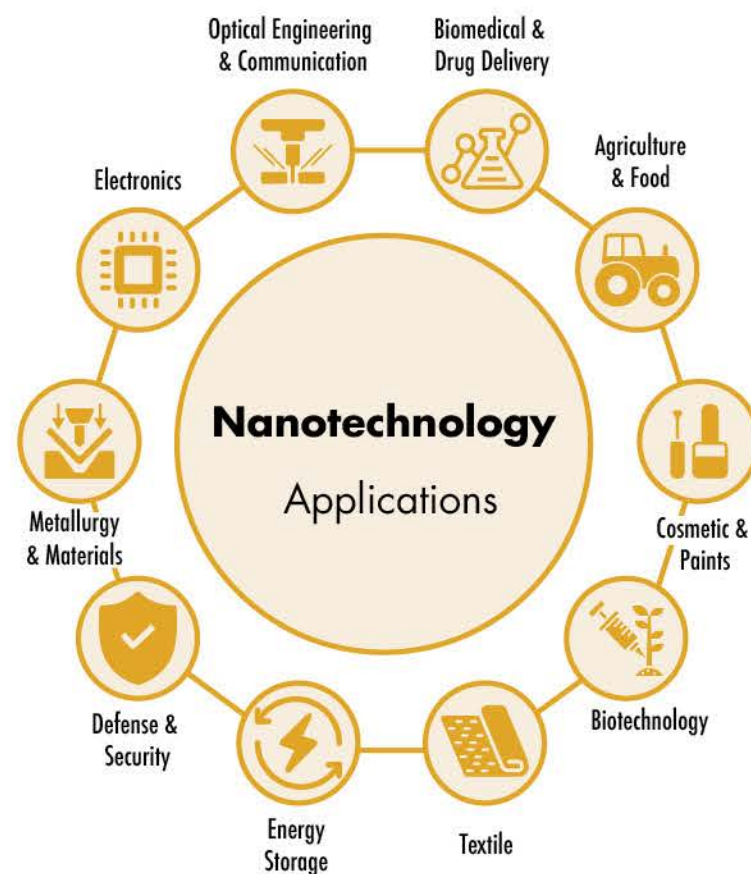 Optical Engineering
& Communication
Biomedical &
Drug Delivery
Agriculture
& Food
Electronics
Nanotechnology
Applications
Metallurgy
& Materials
Cosmetic &
Paints
Defense &
Security
Biotechnology
Energy
Storage
Textile